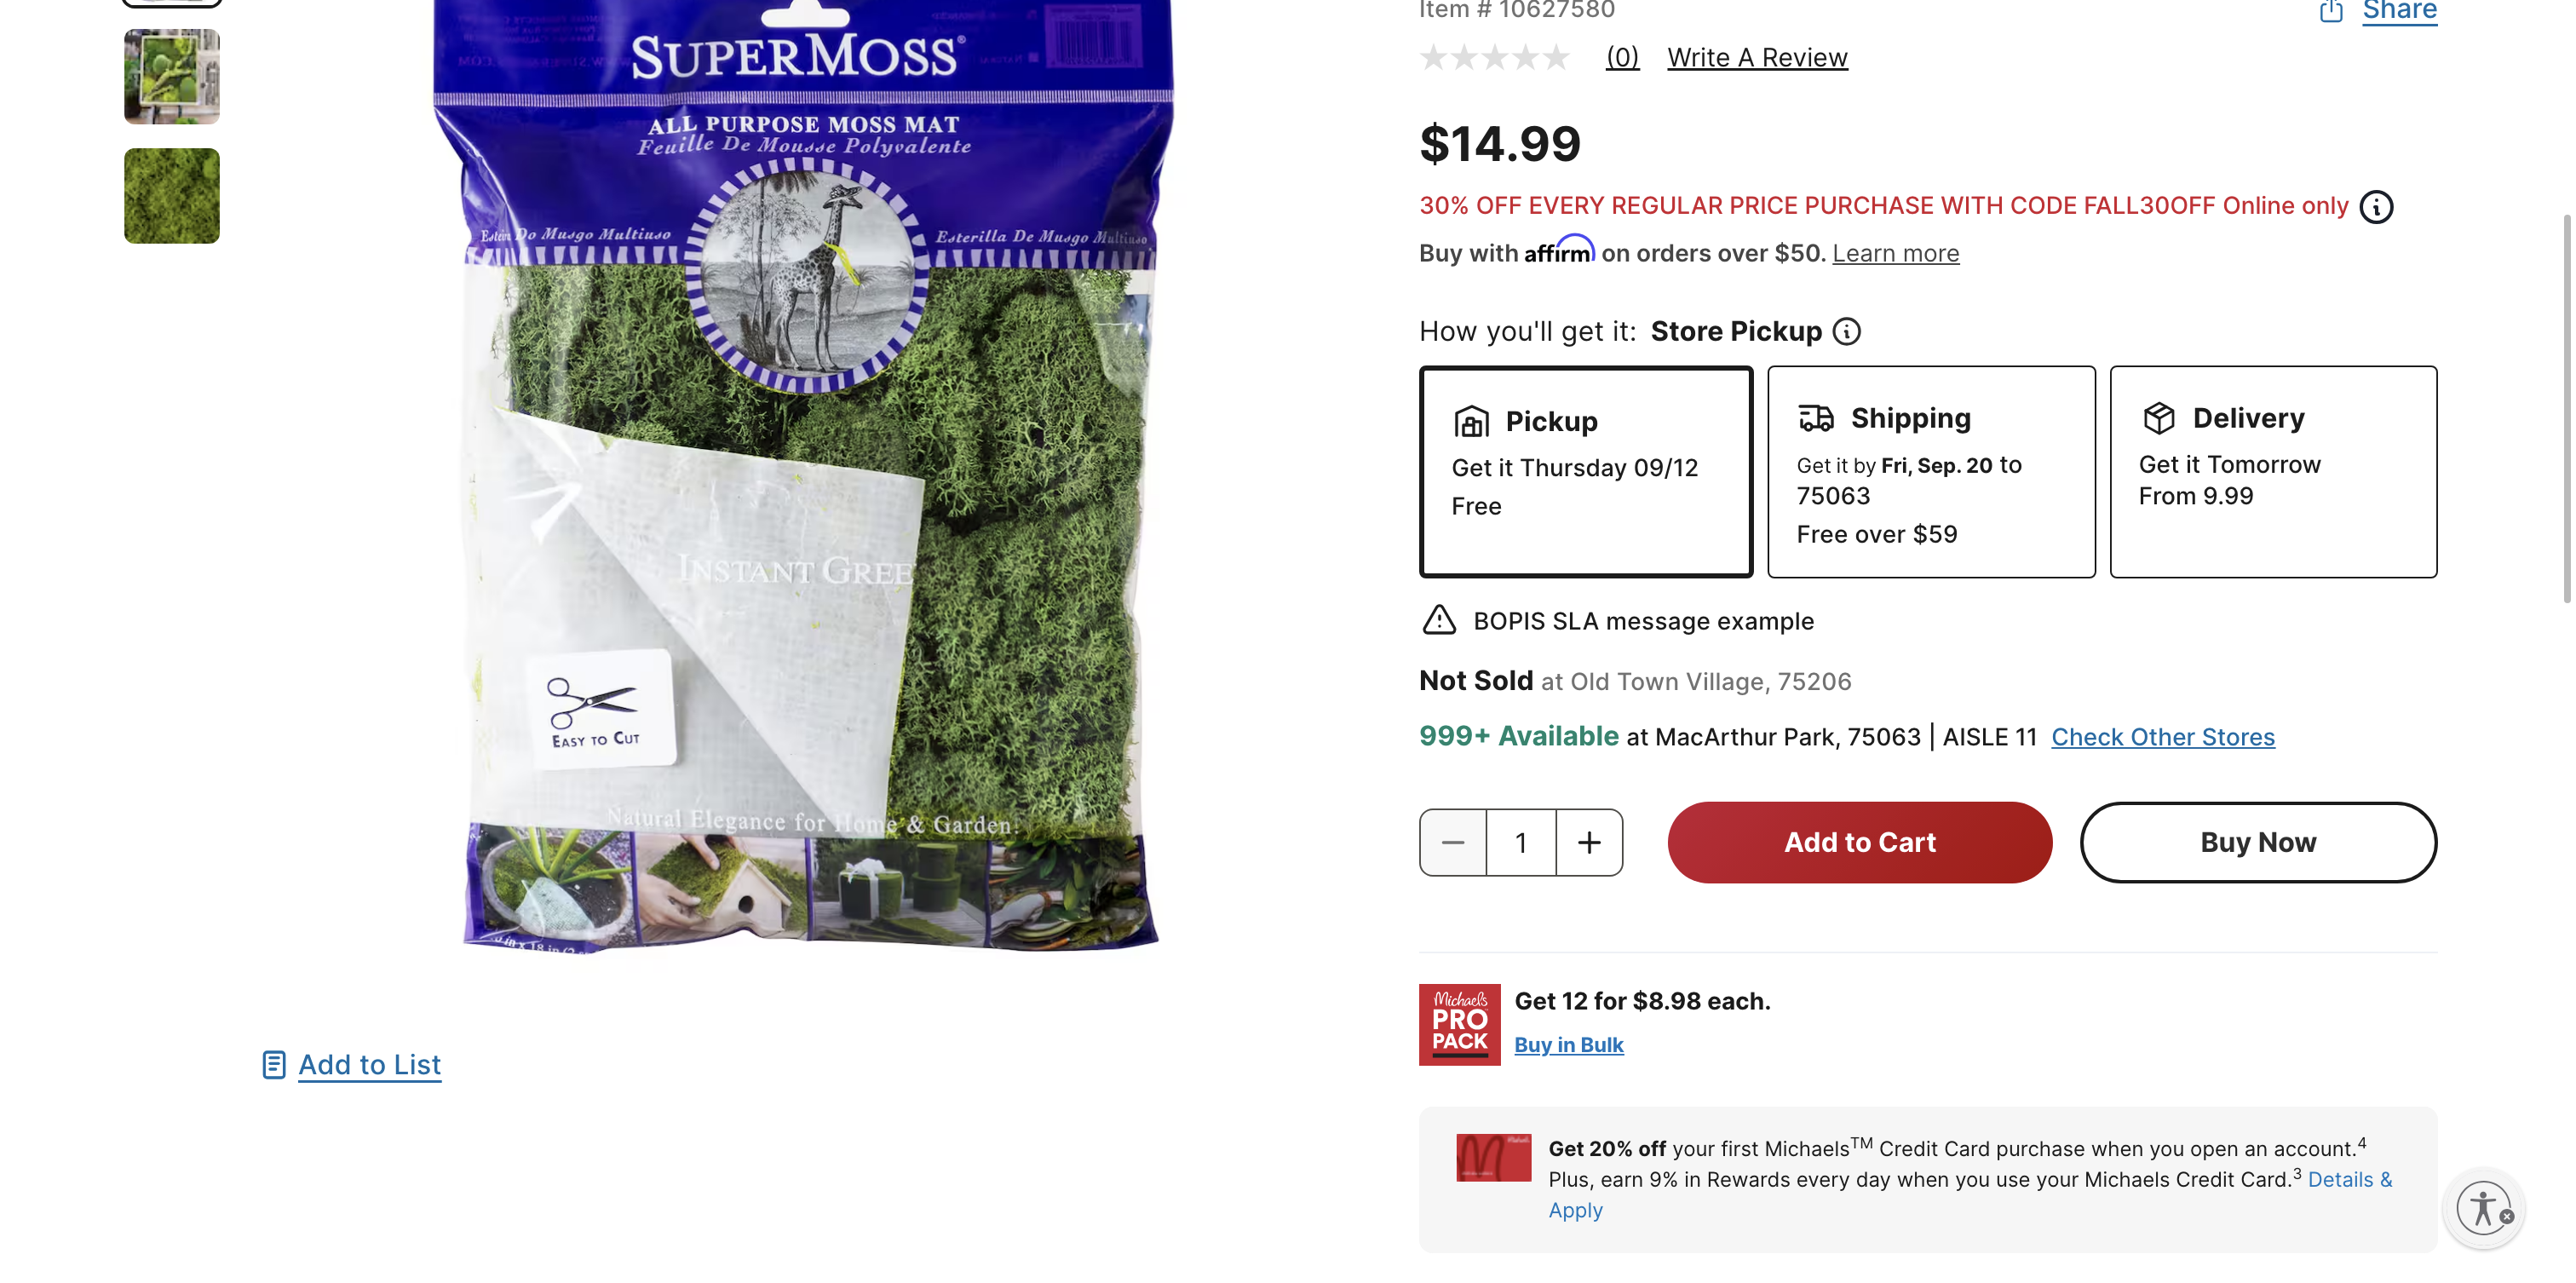 SUPERMOSS®
ALL PURPOSE MOSS MAT
Feuille De Mousse Polyvalente
Do Musgo Multiuso
Esterilla De Musgo Multiuso
INSTANT GREE
EASY TO CUT
Natural Elegance for Home & Garden.
Add to List
Item # 10627580
Share
(0) Write A Review
$14.99
30% OFF EVERY REGULAR PRICE PURCHASE WITH CODE FALL30OFF Online only
Buy with affirm on orders over $50. Learn more
How you'll get it: Store Pickup
Pickup
Get it Thursday 09/12
Free
Shipping
Get it by Fri, Sep. 20 to
75063
Free over $59
Delivery
Get it Tomorrow
From 9.99
BOPIS SLA message example
Not Sold at Old Town Village, 75206
999+ Available at MacArthur Park, 75063 | AISLE 11 Check Other Stores
1
Add to Cart
Buy Now
Michaels
PRO
PACK
Get 12 for $8.98 each.
Buy in Bulk
Get 20% off your first Michaels™ Credit Card purchase when you open an account.⁴
Plus, earn 9% in Rewards every day when you use your Michaels Credit Card.³ Details &
Apply